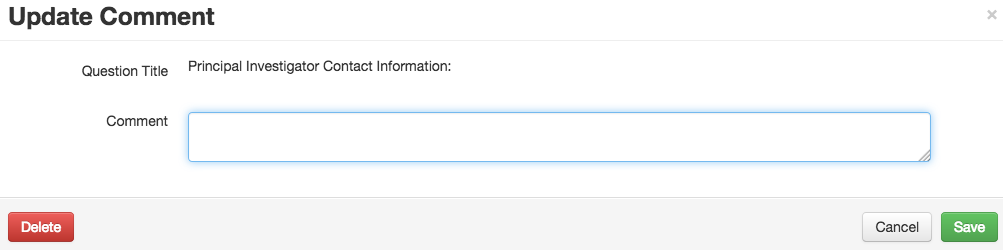 Update Comment
×
Question Title
Principal Investigator Contact Information:
Comment
Delete
Cancel
Save